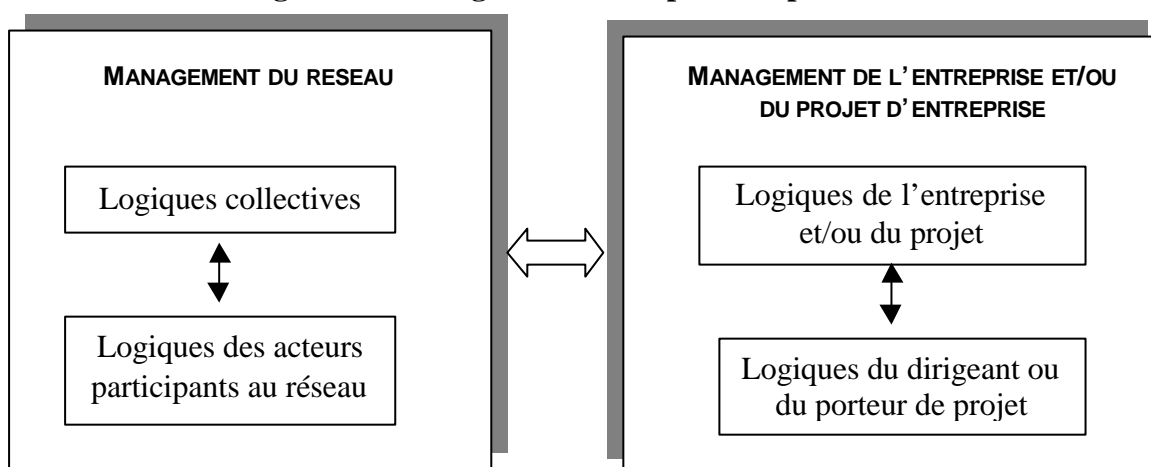 MANAGEMENT DU RESEAU
Logiques collectives
Logiques des acteurs
participants au réseau
MANAGEMENT DE L'ENTREPRISE ET/OU
DU PROJET D'ENTREPRISE
Logiques de l'entreprise
et/ou du projet
Logiques du dirigeant ou
du porteur de projet